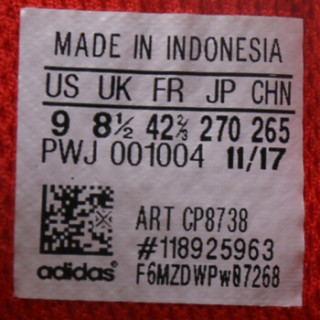 MADE IN INDONESIA
US UK FR JP CHN
9 8½ 42⅔ 270 265
PWJ 001004 11/17
ART CP8738
#118925963
adidas F6MZDWPw07268